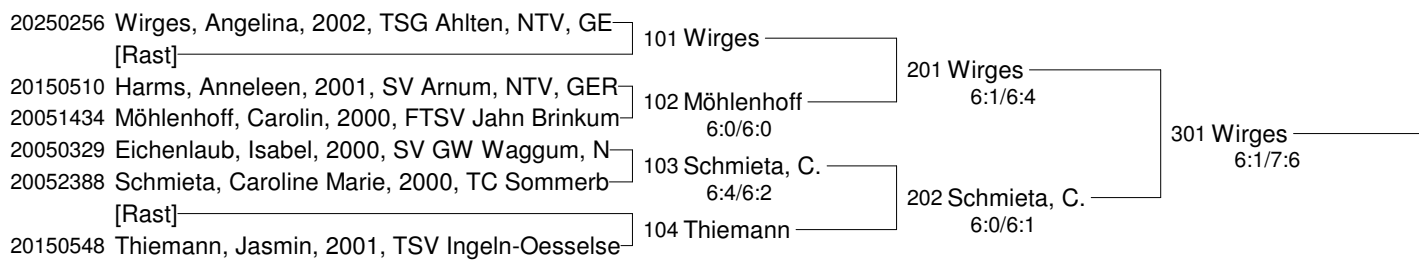 20250256 Wirges, Angelina, 2002, TSG Ahlten, NTV, GE
[Rast]
101 Wirges
20150510 Harms, Anneleen, 2001, SV Arnum, NTV, GER
20051434 Möhlenhoff, Carolin, 2000, FTSV Jahn Brinkum
102 Möhlenhoff
6:0/6:0
201 Wirges
6:1/6:4
20050329 Eichenlaub, Isabel, 2000, SV GW Waggum, N
20052388 Schmieta, Caroline Marie, 2000, TC Sommerb
103 Schmieta, C.
6:4/6:2
[Rast]
20150548 Thiemann, Jasmin, 2001, TSV Ingeln-Oesselse
104 Thiemann
202 Schmieta, C.
6:0/6:1
301 Wirges
6:1/7:6